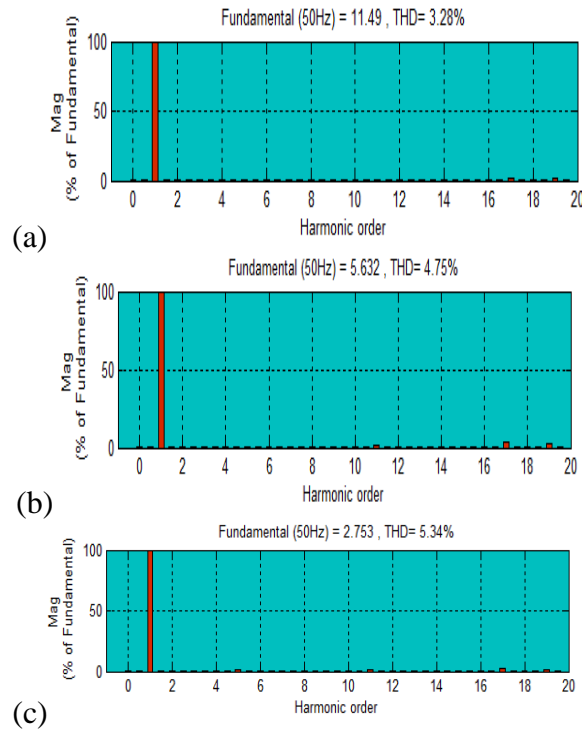 Fundamental (50Hz) = 11.49 , THD= 3.28%
Mag
(% of Fundamental)
100
50
0
0 2 4 6 8 10 12 14 16 18 20
Harmonic order
(a)
Fundamental (50Hz) = 5.632 , THD= 4.75%
Mag
(% of Fundamental)
100
50
0
0 2 4 6 8 10 12 14 16 18 20
Harmonic order
(b)
Fundamental (50Hz) = 2.753 , THD= 5.34%
Mag
(% of Fundamental)
100
50
0
0 2 4 6 8 10 12 14 16 18 20
Harmonic order
(c)